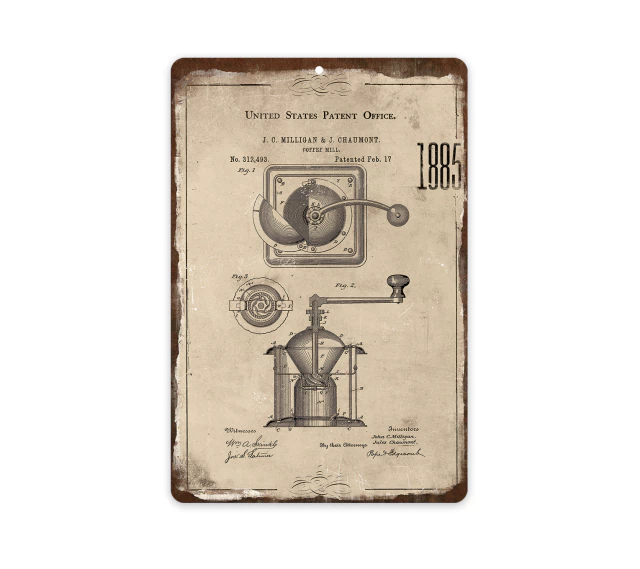 UNITED STATES PATENT OFFICE.
J. C. MILLIGAN & J. CHAUMONT.
COFFEE MILL.
No. 312,493. Patented Feb. 17
1885
Fig. 1
Fig. 3
Fig. 2.
Witnesses
Inventors
John C. Milligan.
Jules Chaumont.
By their Attorneys